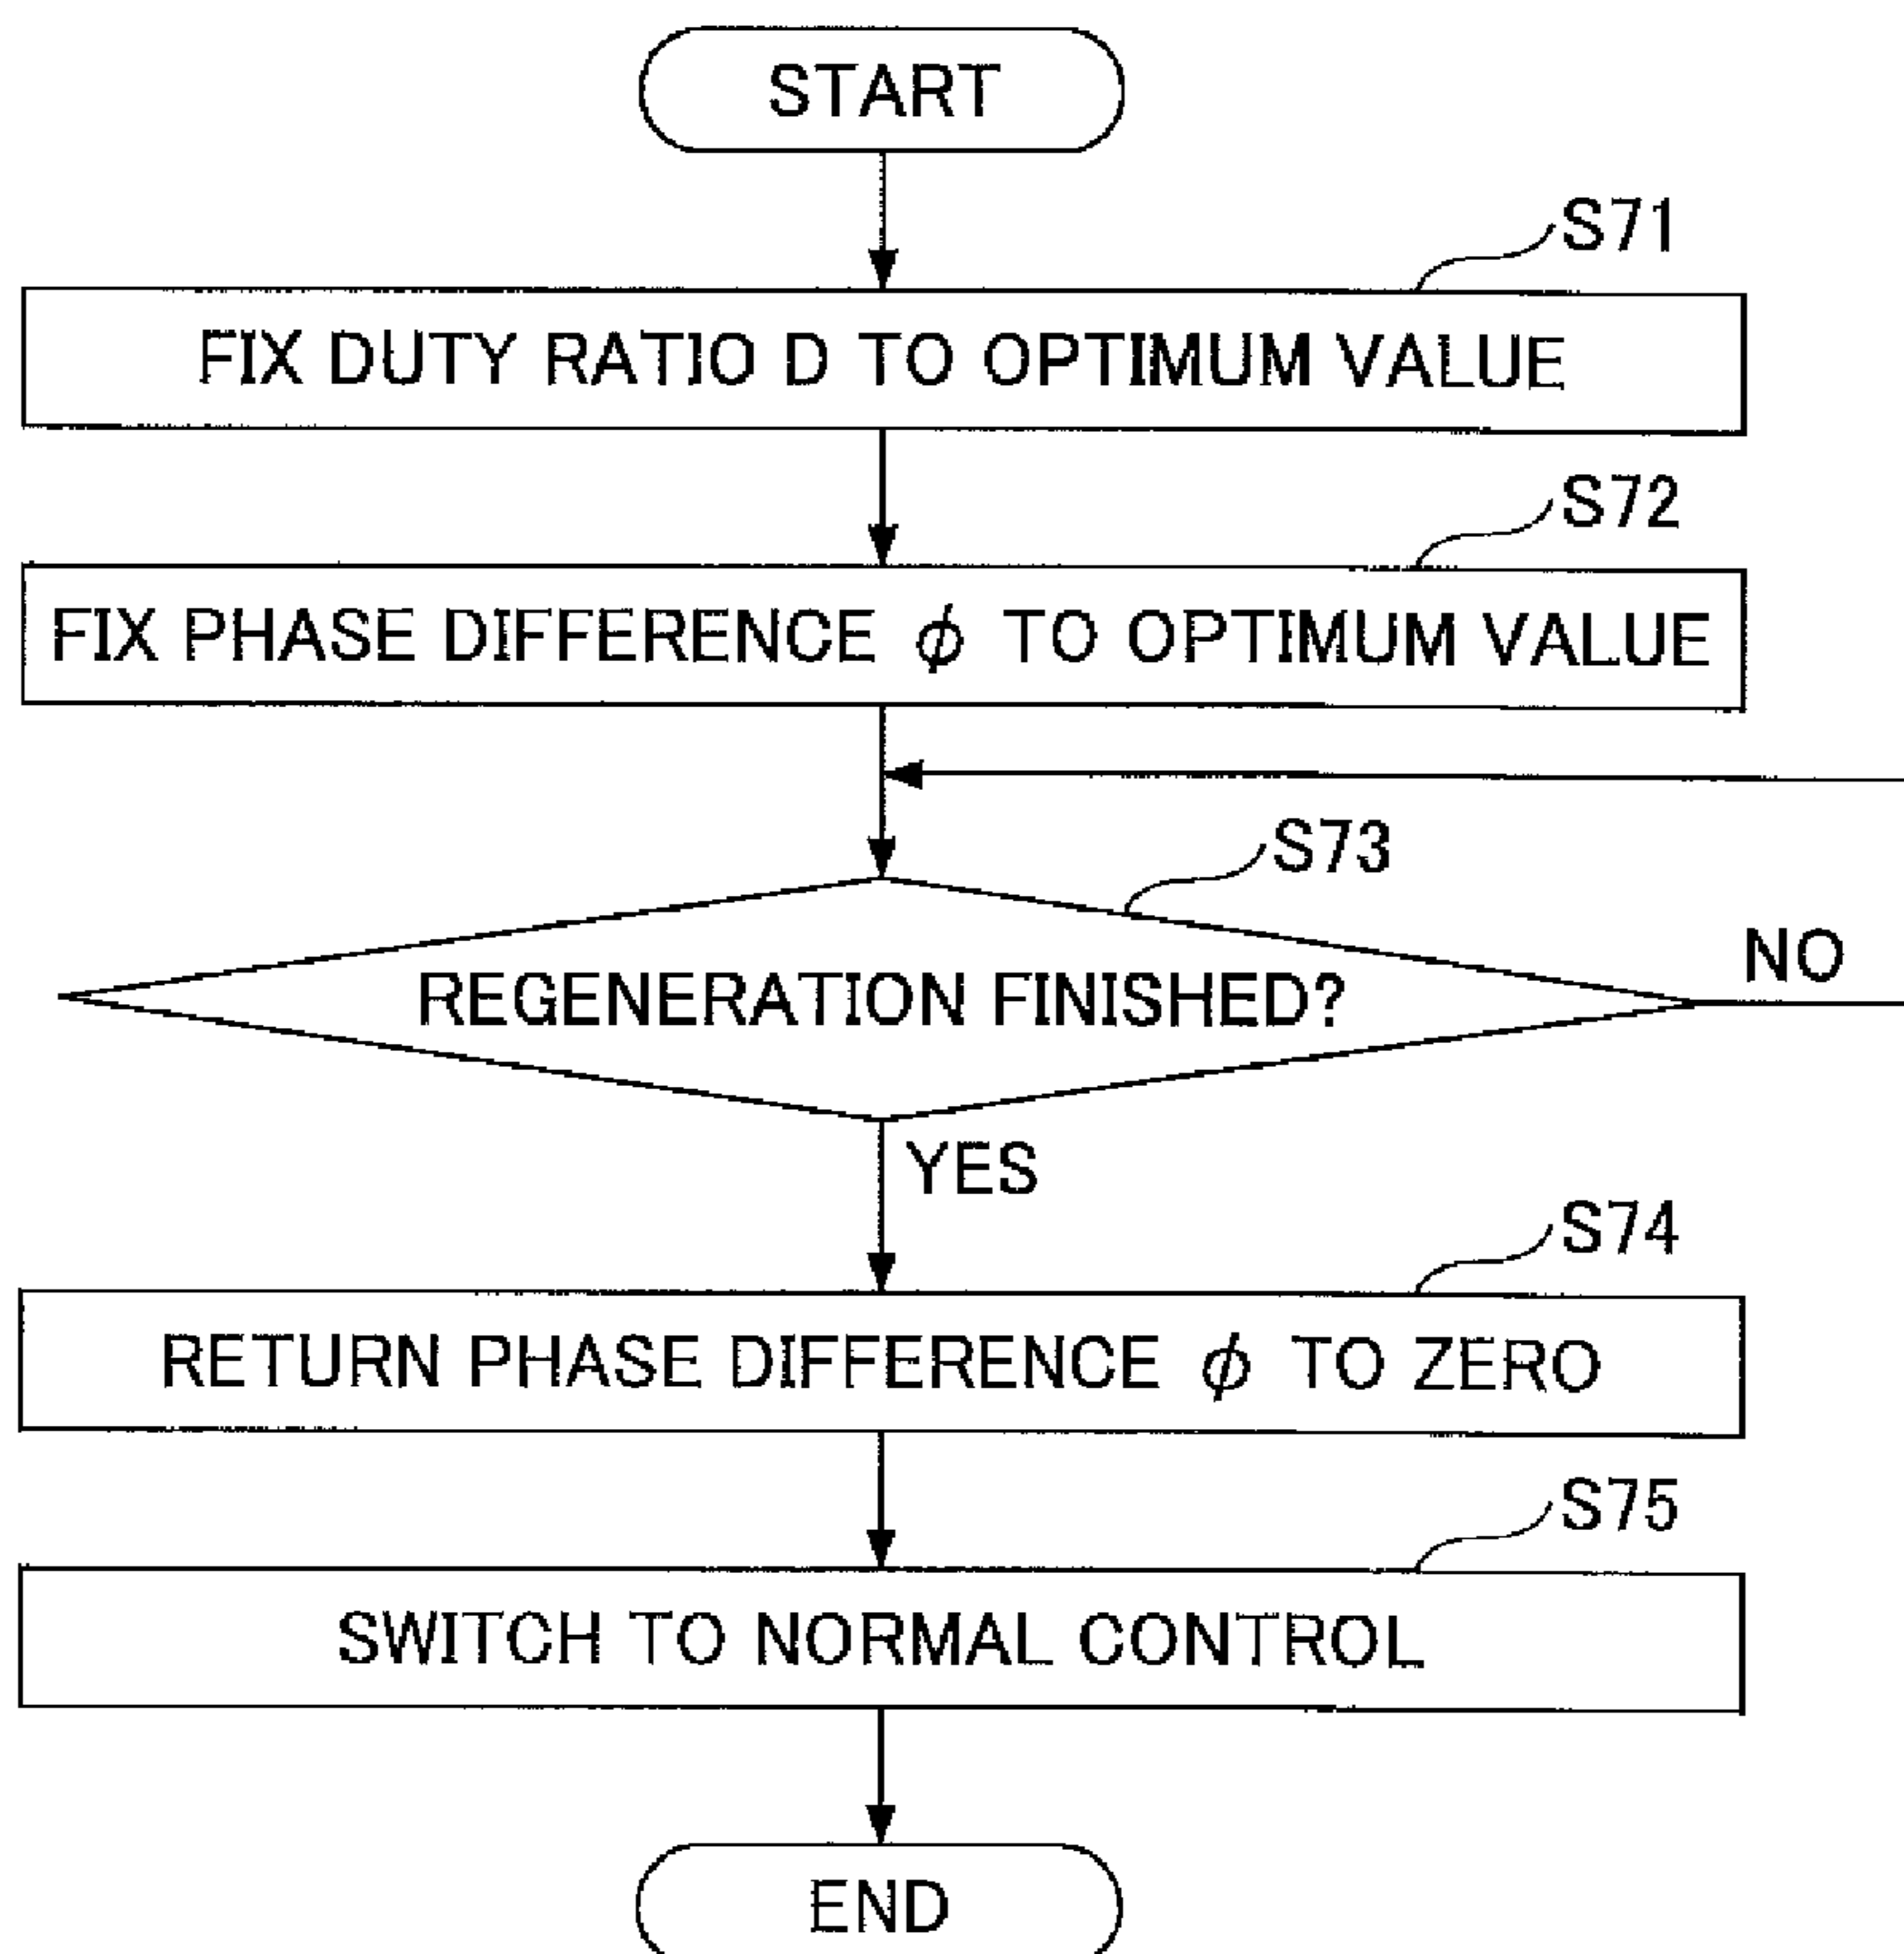 START
S71
FIX DUTY RATIO D TO OPTIMUM VALUE
S72
FIX PHASE DIFFERENCE ϕ TO OPTIMUM VALUE
S73
REGENERATION FINISHED?
NO
YES
S74
RETURN PHASE DIFFERENCE ϕ TO ZERO
S75
SWITCH TO NORMAL CONTROL
END